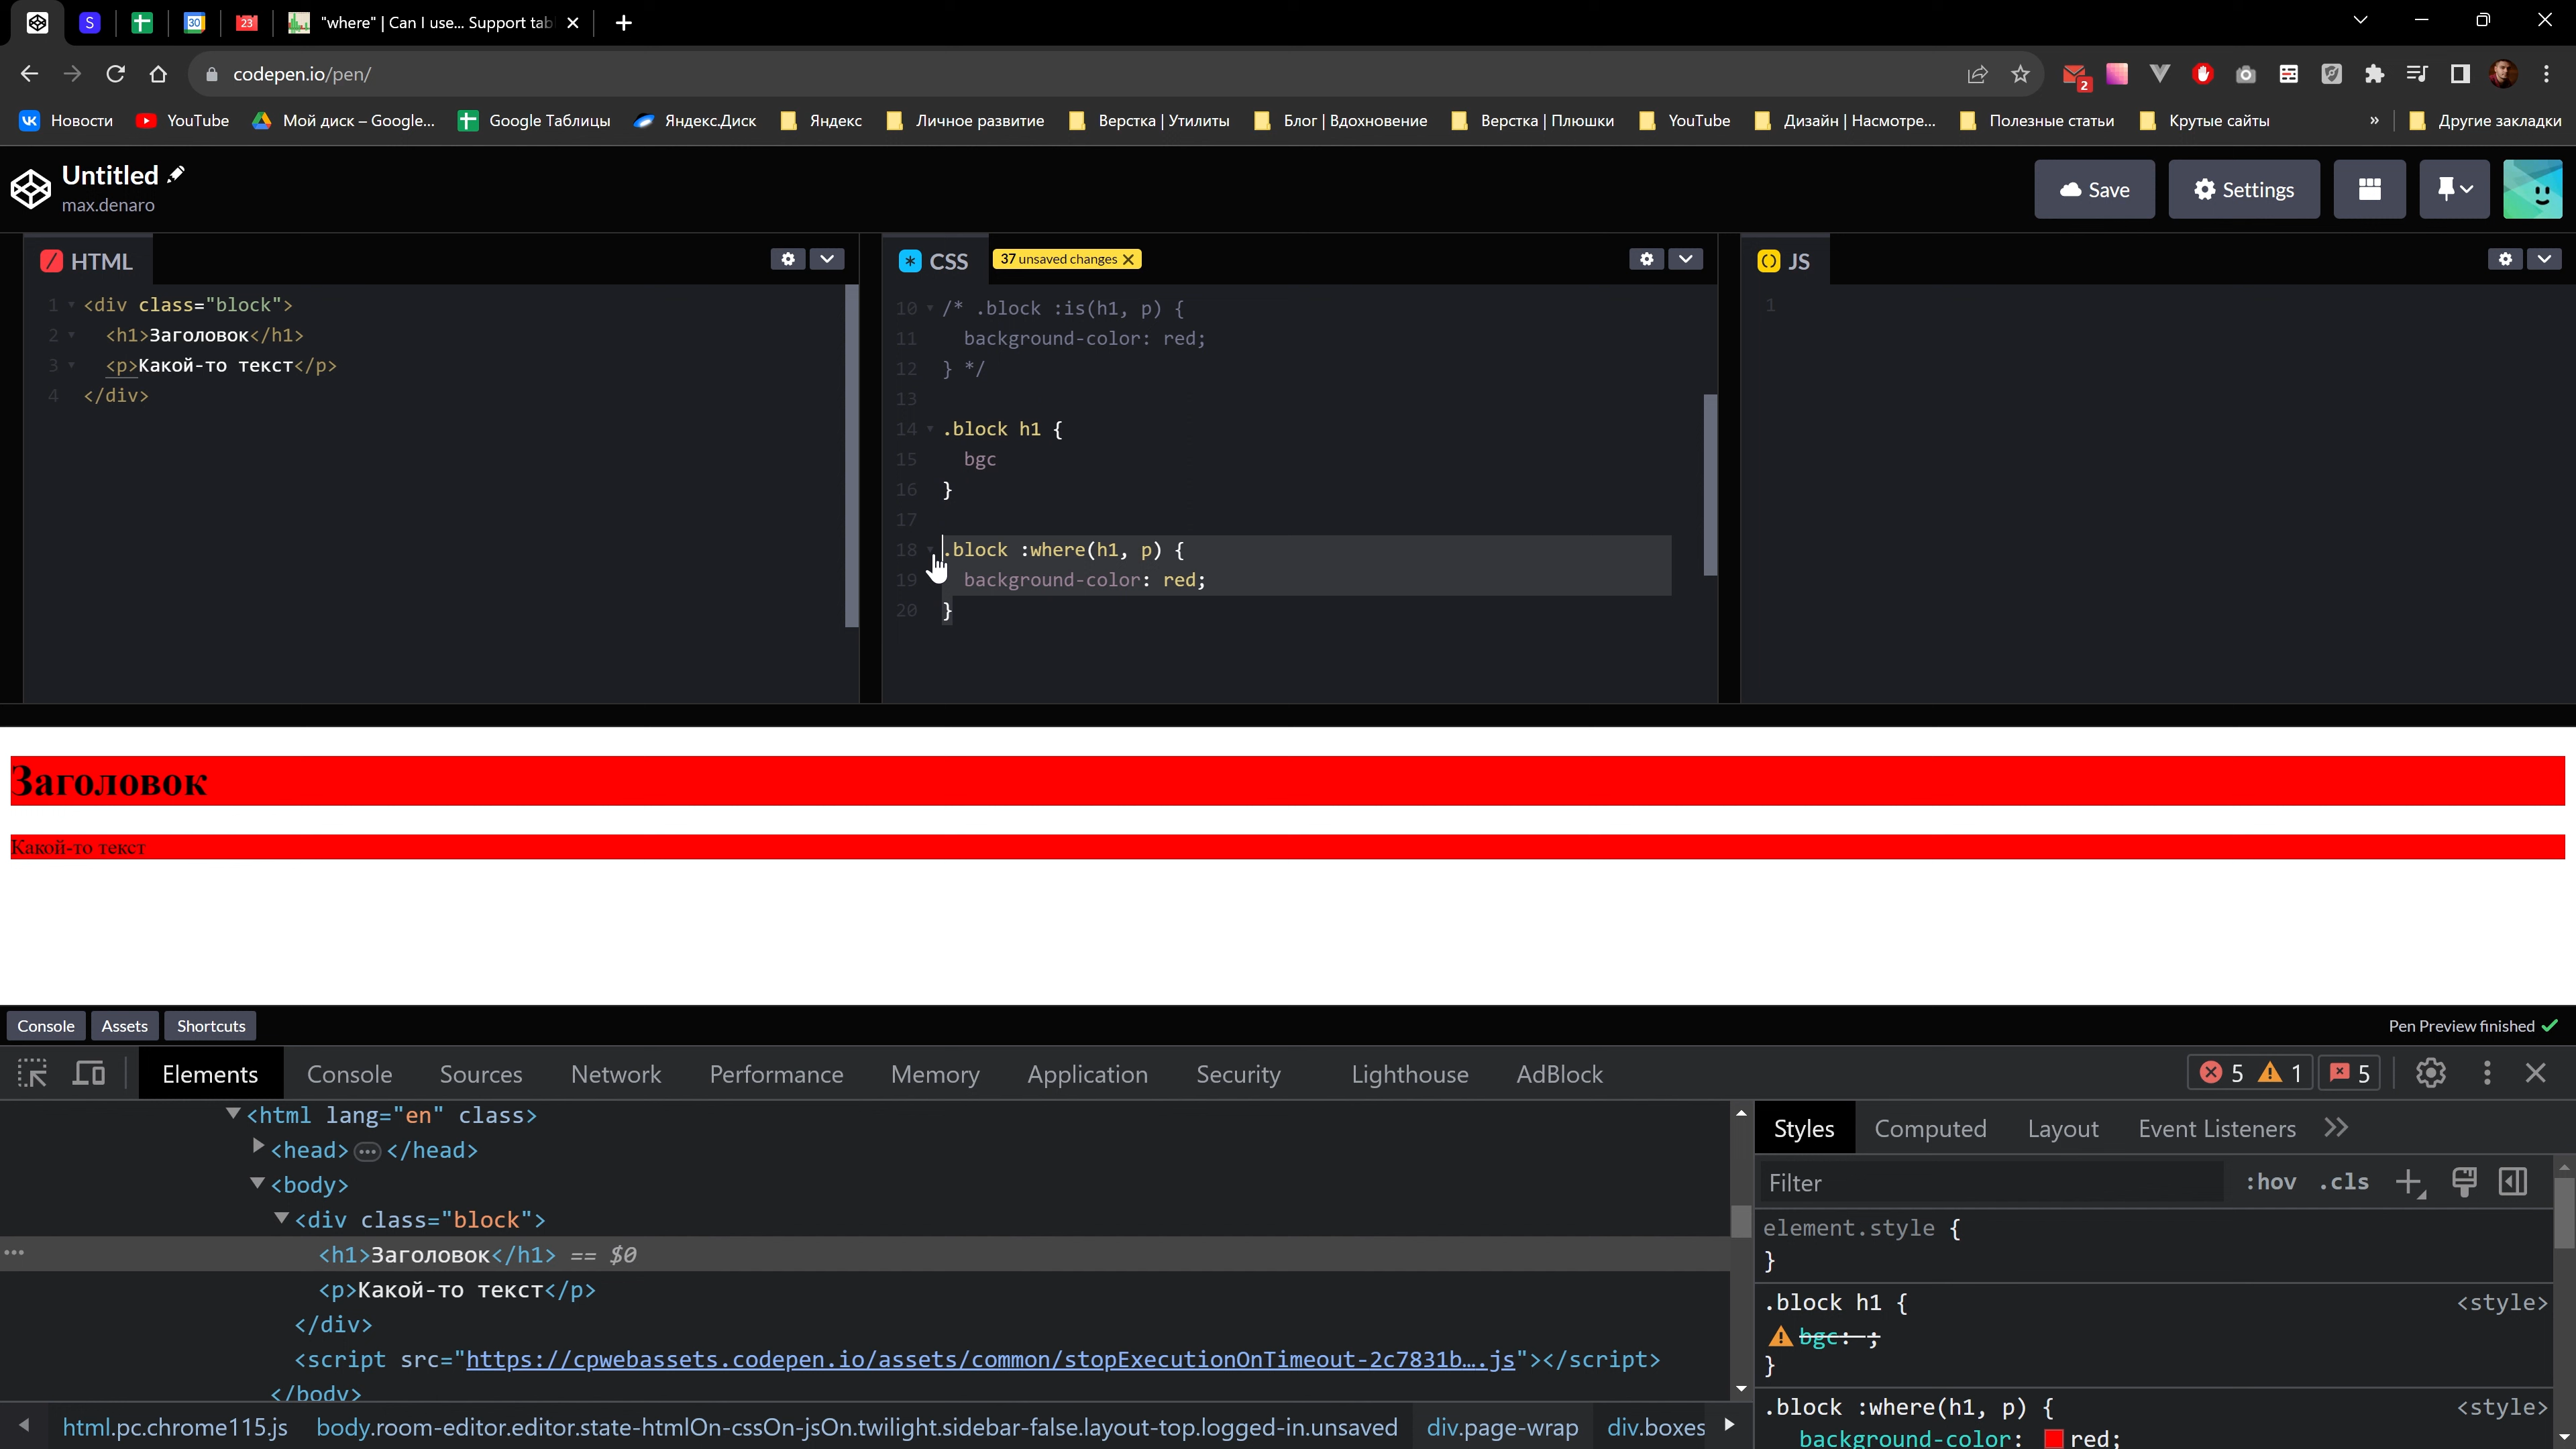 S
30
23
"where" | Can I use... Support tab
codepen.io/pen/
2
Новости
YouTube
Мой диск – Google...
Google Таблицы
Яндекс.Диск
Яндекс
Личное развитие
Верстка | Утилиты
Блог | Вдохновение
Верстка | Плюшки
YouTube
Дизайн | Насмотре...
Полезные статьи
Крутые сайты
»
Другие закладки
Untitled
max.denaro
Save
Settings
HTML
1 <div class="block">
2 <h1>Заголовок</h1>
3 <p>Какой-то текст</p>
4 </div>
CSS
37 unsaved changes
10 /* .block :is(h1, p) {
11 background-color: red;
12 } */
13
14 .block h1 {
15 bgc
16 }
17
18 .block :where(h1, p) {
19 background-color: red;
20 }
JS
1
Заголовок
Какой-то текст
Console
Assets
Shortcuts
Pen Preview finished
Elements
Console
Sources
Network
Performance
Memory
Application
Security
Lighthouse
AdBlock
5
1
5
<html lang="en" class>
<head> … </head>
<body>
<div class="block">
<h1>Заголовок</h1> == $0
<p>Какой-то текст</p>
</div>
<script src="https://cpwebassets.codepen.io/assets/common/stopExecutionOnTimeout-2c7831b….js"></script>
</body>
html.pc.chrome115.js
body.room-editor.editor.state-htmlOn-cssOn-jsOn.twilight.sidebar-false.layout-top.logged-in.unsaved
div.page-wrap
div.boxes
Styles
Computed
Layout
Event Listeners
Filter
:hov
.cls
element.style {
}
.block h1 {
<style>
bgc: ;
}
.block :where(h1, p) {
<style>
background-color: red;